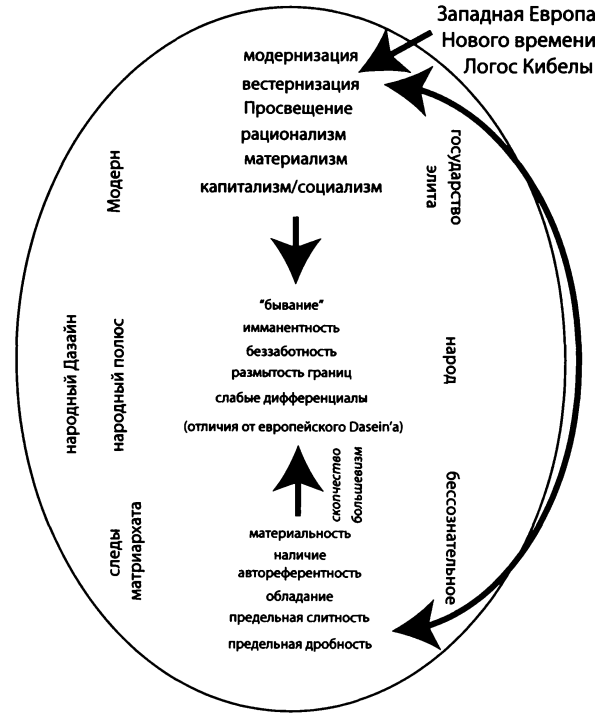 Западная Европа
Нового времени
Логос Кибелы
модернизация
вестернизация
Просвещение
рационализм
материализм
капитализм/социализм
Модерн
государство
элита
"бывание"
имманентность
беззаботность
размытость границ
слабые дифференциалы
(отличия от европейского Dasein'а)
народный Дазайн
народный полюс
народ
скопчество
большевизм
материальность
наличие
автореферентность
обладание
предельная слитность
предельная дробность
следы
матриархата
бессознательное